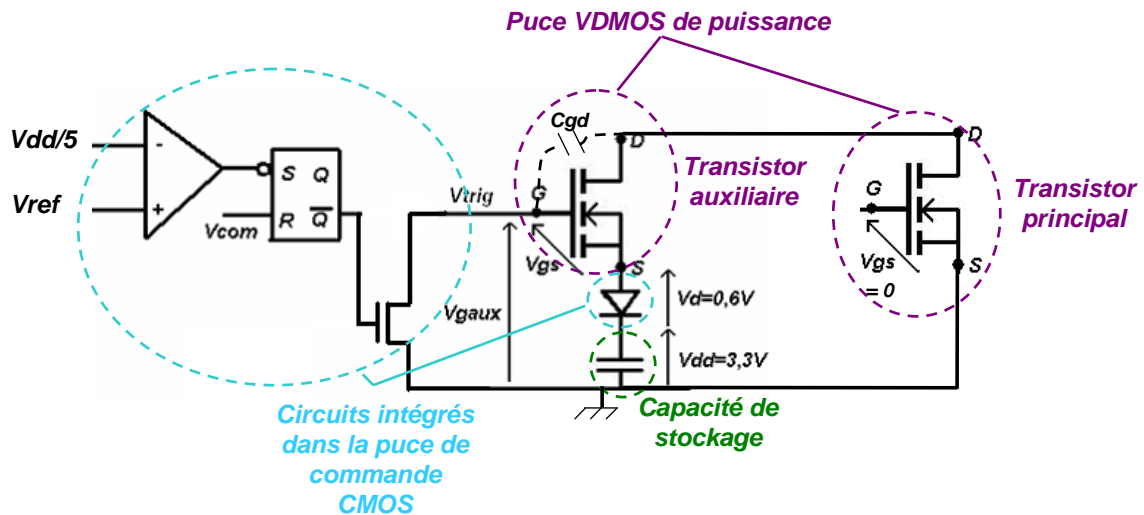 Puce VDMOS de puissance
Cgd
Vdd/5
-
D
D
S Q
Transistor
auxiliaire
G
G
Transistor
principal
Vref
+
Vtrig
R Q
Vcom
Vgs
S
Vgs
= 0
S
Vgaux
Vd=0,6V
Vdd=3,3V
Circuits intégrés
dans la puce de
commande
CMOS
Capacité de
stockage